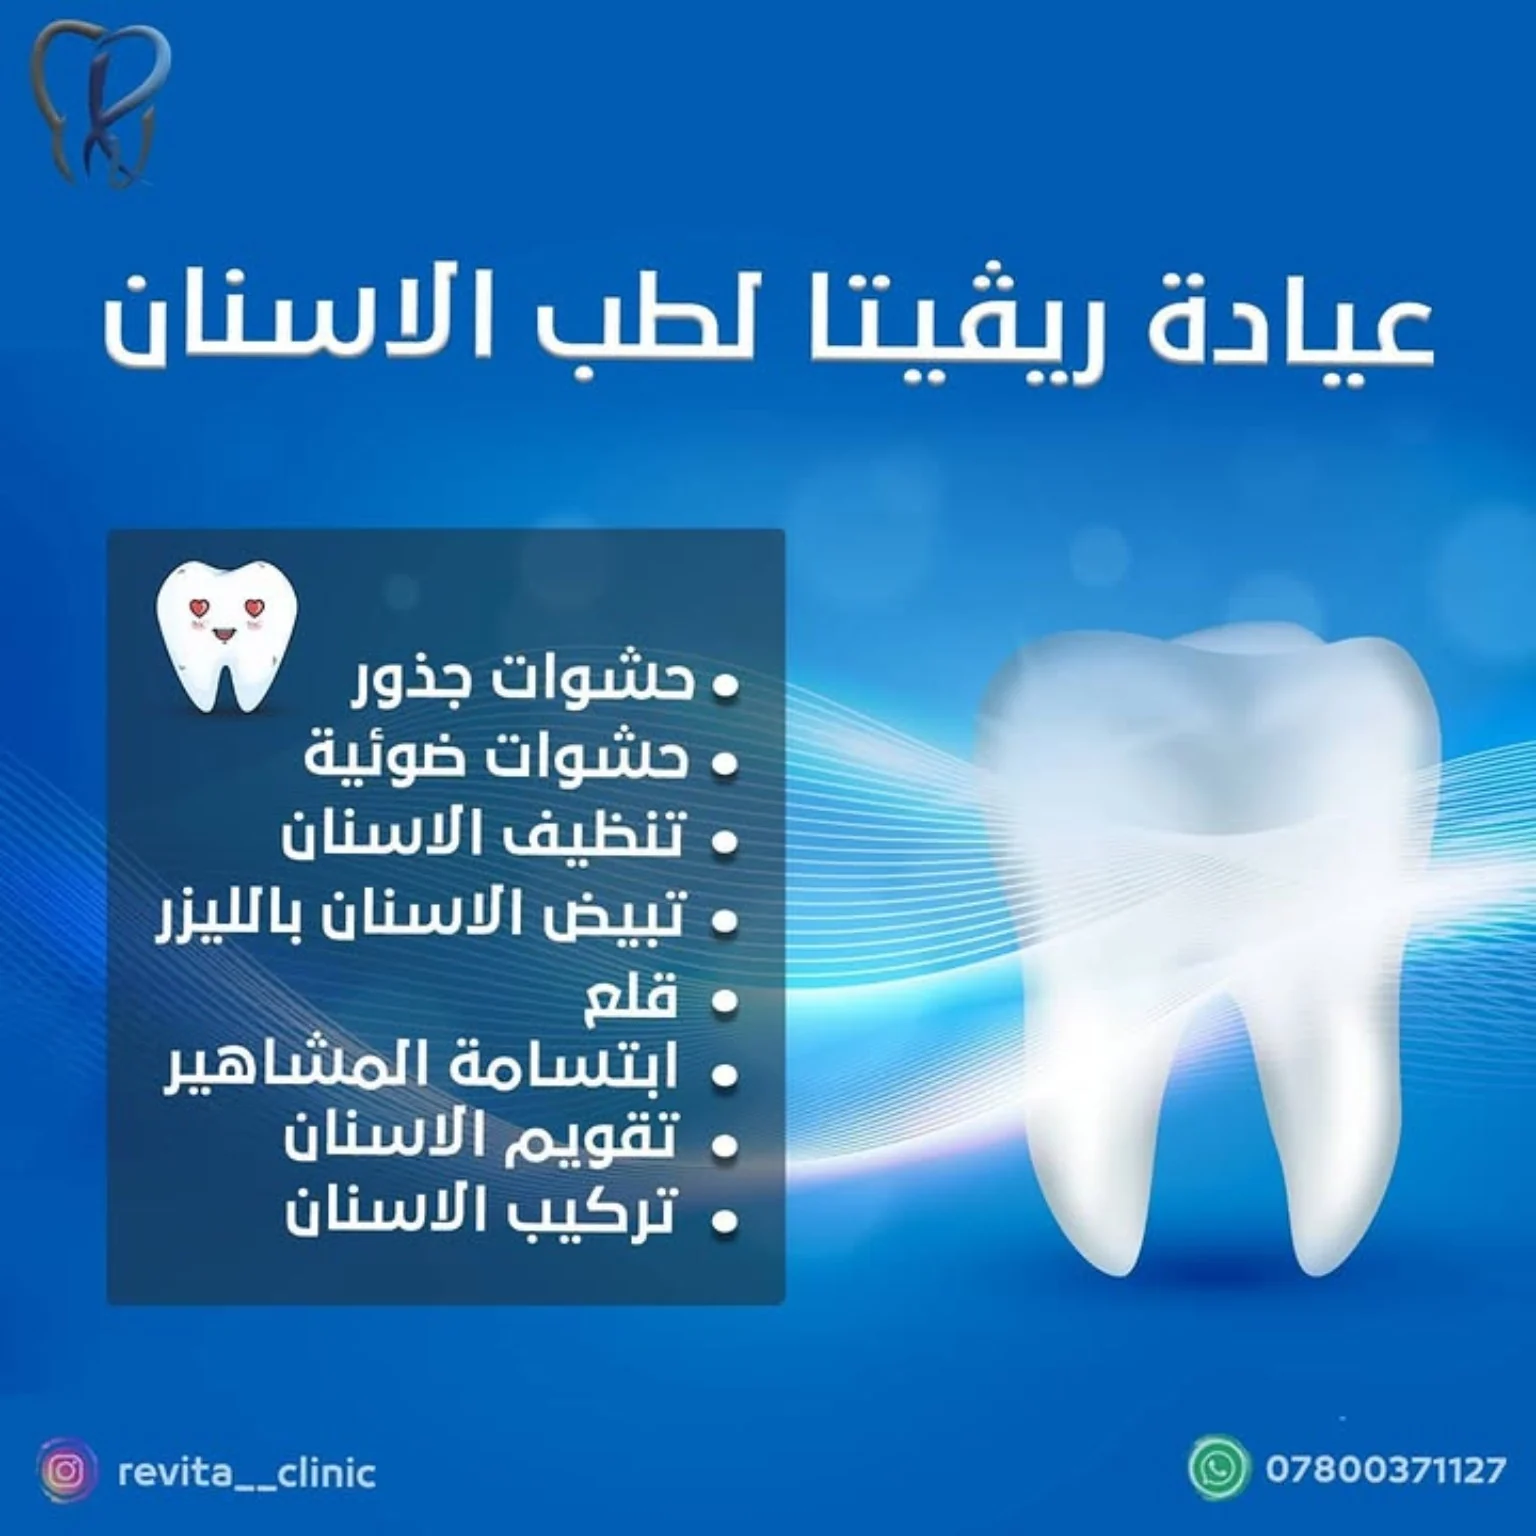 عيادة ريڤيتا لطب الاسنان
• حشوات جذور
• حشوات ضوئية
• تنظيف الاسنان
• تبيض الاسنان بالليزر
• قلع
• ابتسامة المشاهير
• تقويم الاسنان
• تركيب الاسنان
revita__clinic
07800371127